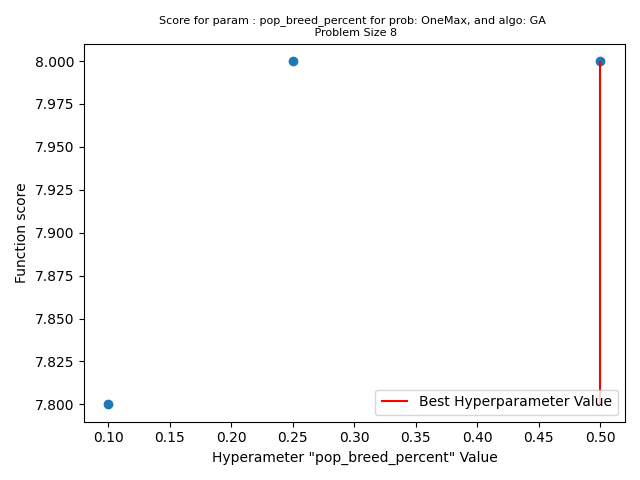 Score for param : pop_breed_percent for prob: OneMax, and algo: GA
Problem Size 8
8.000
7.975
7.950
7.925
7.900
7.875
7.850
7.825
7.800
Function score
Best Hyperparameter Value
0.10 0.15 0.20 0.25 0.30 0.35 0.40 0.45 0.50
Hyperameter "pop_breed_percent" Value